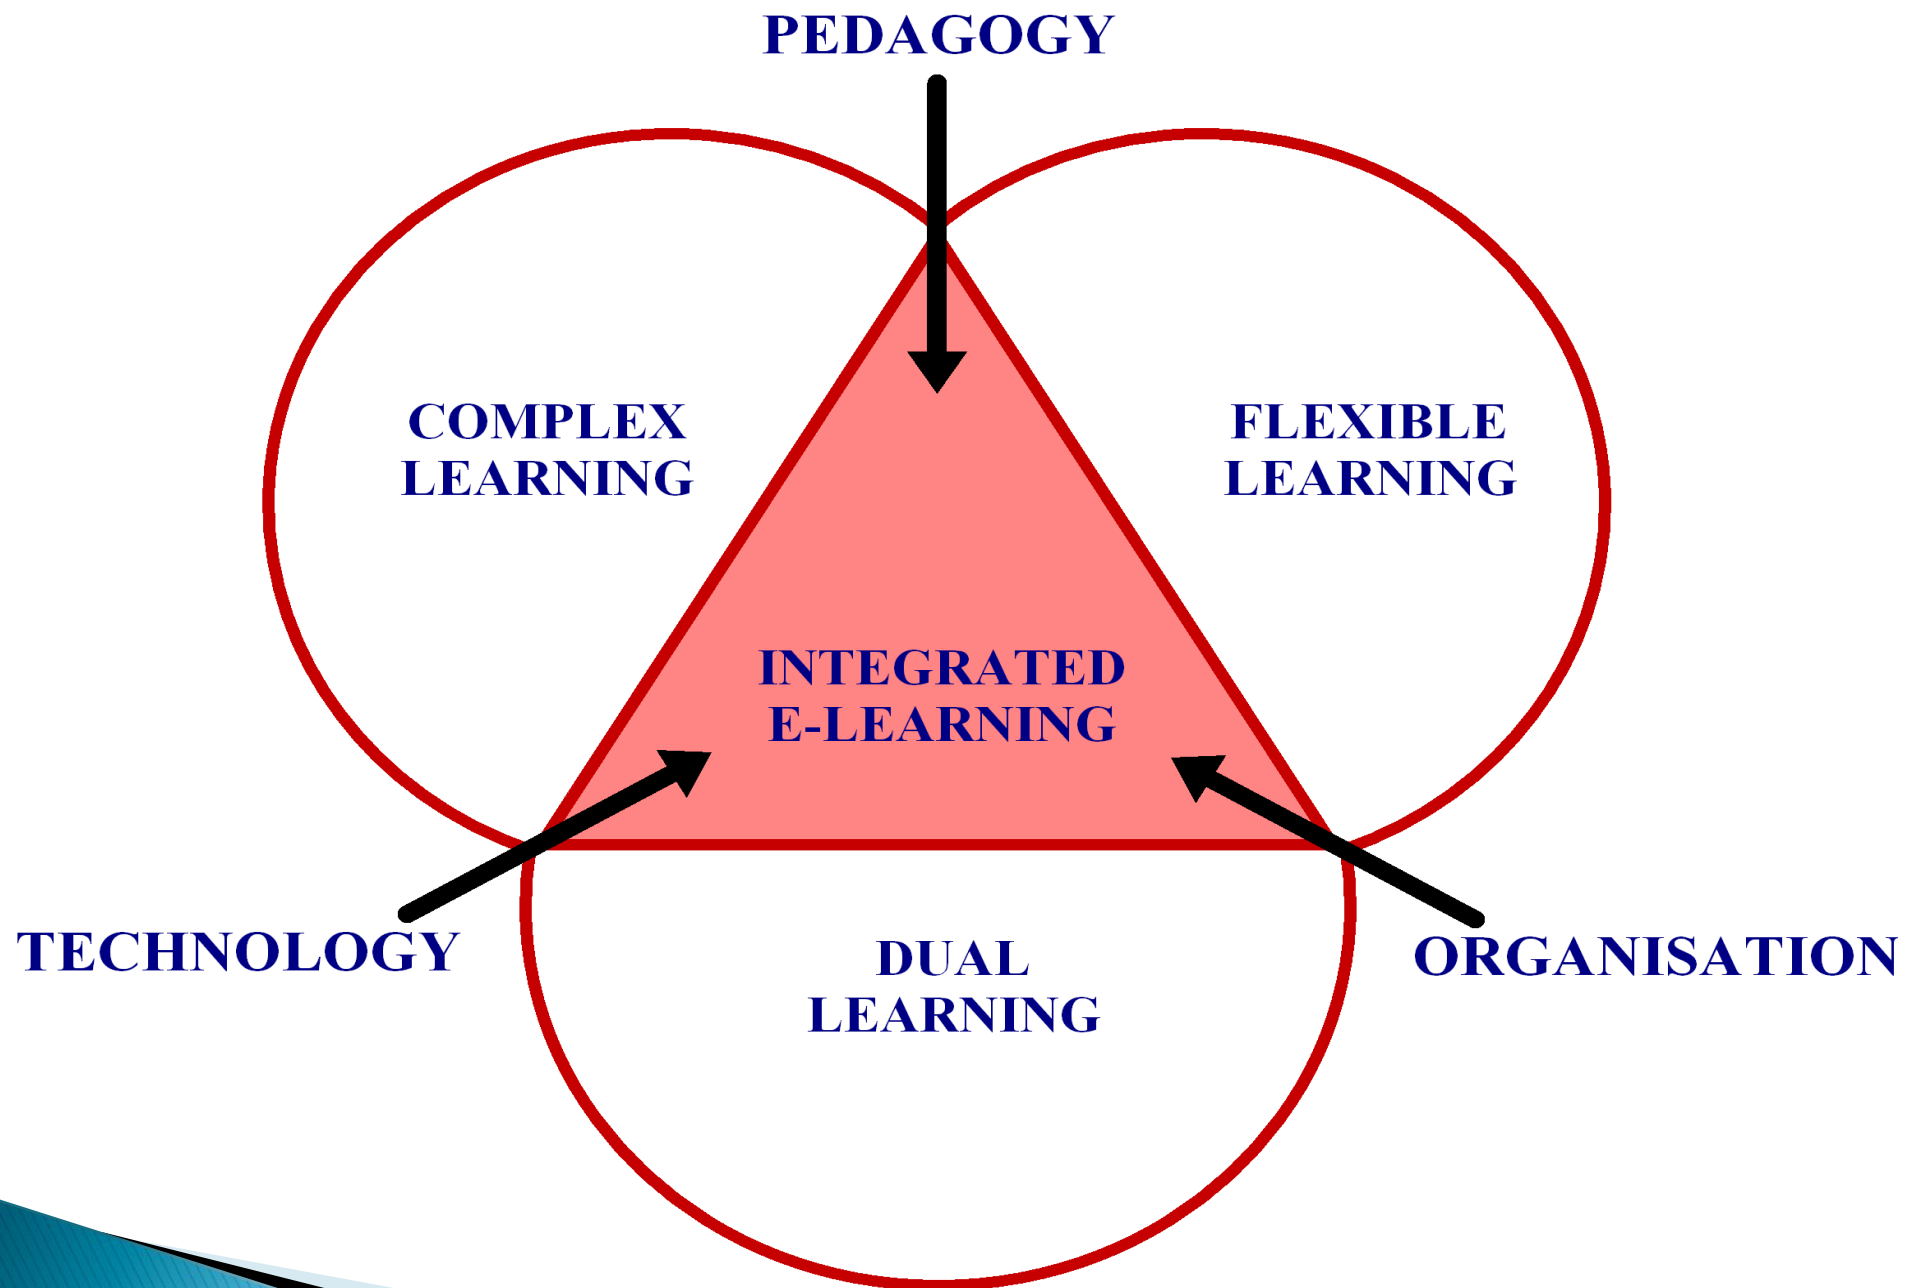 PEDAGOGY
COMPLEX
LEARNING
FLEXIBLE
LEARNING
INTEGRATED
E-LEARNING
TECHNOLOGY
ORGANISATION
DUAL
LEARNING